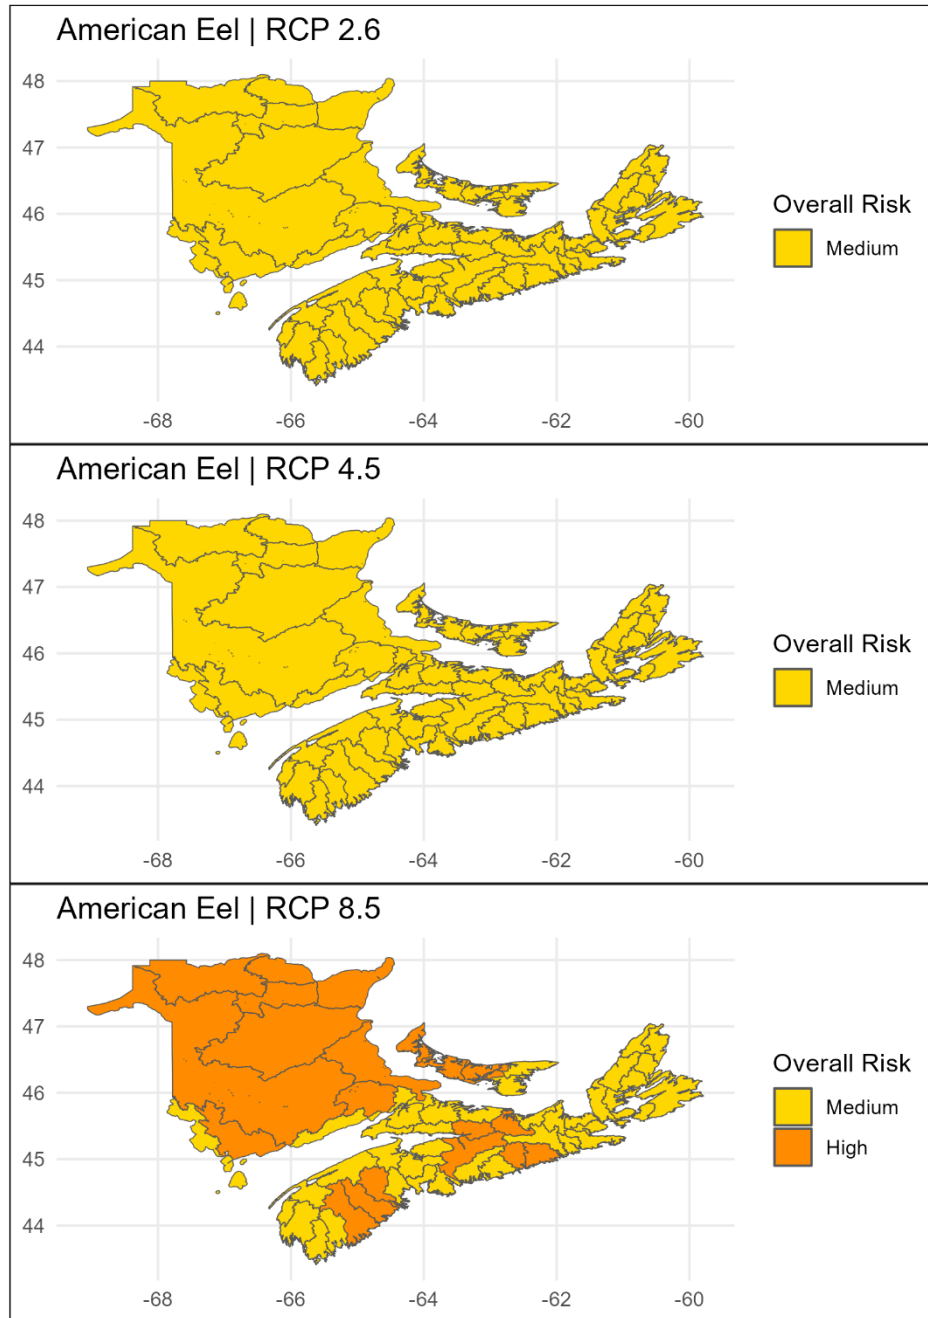 American Eel | RCP 2.6
48
47
46
45
44
-68 -66 -64 -62 -60
Overall Risk
Medium
American Eel | RCP 4.5
48
47
46
45
44
-68 -66 -64 -62 -60
Overall Risk
Medium
American Eel | RCP 8.5
48
47
46
45
44
-68 -66 -64 -62 -60
Overall Risk
Medium
High